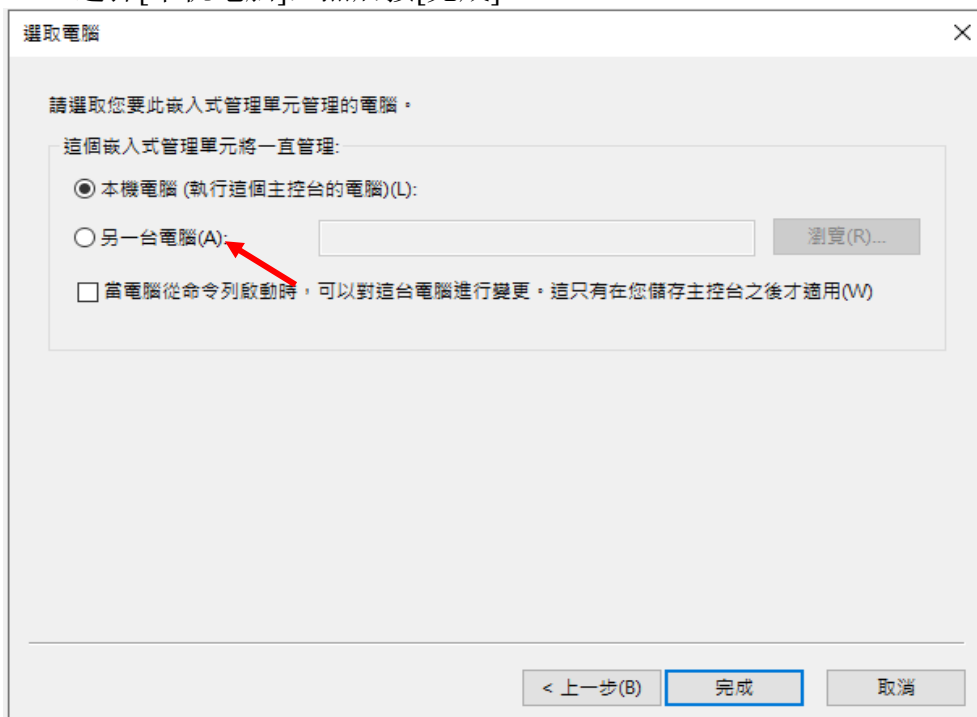 選取電腦
請選取您要此嵌入式管理單元管理的電腦。
這個嵌入式管理單元將一直管理:
本機電腦 (執行這個主控台的電腦)(L):
另一台電腦(A):
瀏覽(R)...
當電腦從命令列啟動時，可以對這台電腦進行變更。這只有在您儲存主控台之後才適用(W)
< 上一步(B)
完成
取消